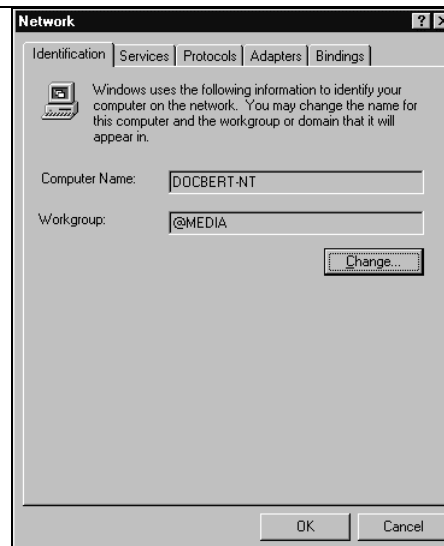 Network
Identification Services Protocols Adapters Bindings
Windows uses the following information to identify your
computer on the network. You may change the name for
this computer and the workgroup or domain that it will
appear in.
Computer Name: DOCBERT-NT
Workgroup: @MEDIA
Change...
OK Cancel